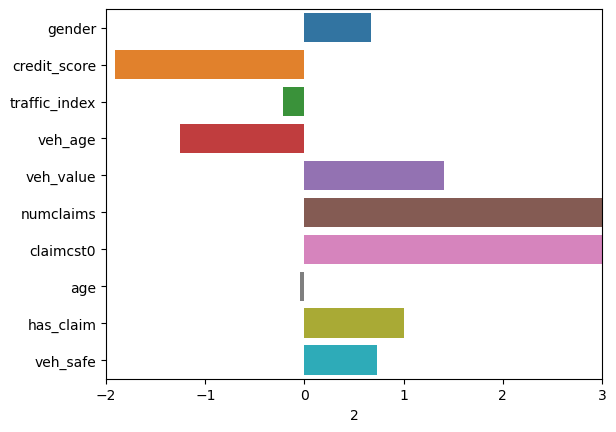 gender
credit_score
traffic_index
veh_age
veh_value
numclaims
claimcst0
age
has_claim
veh_safe
−2 −1 0 1 2 3
2